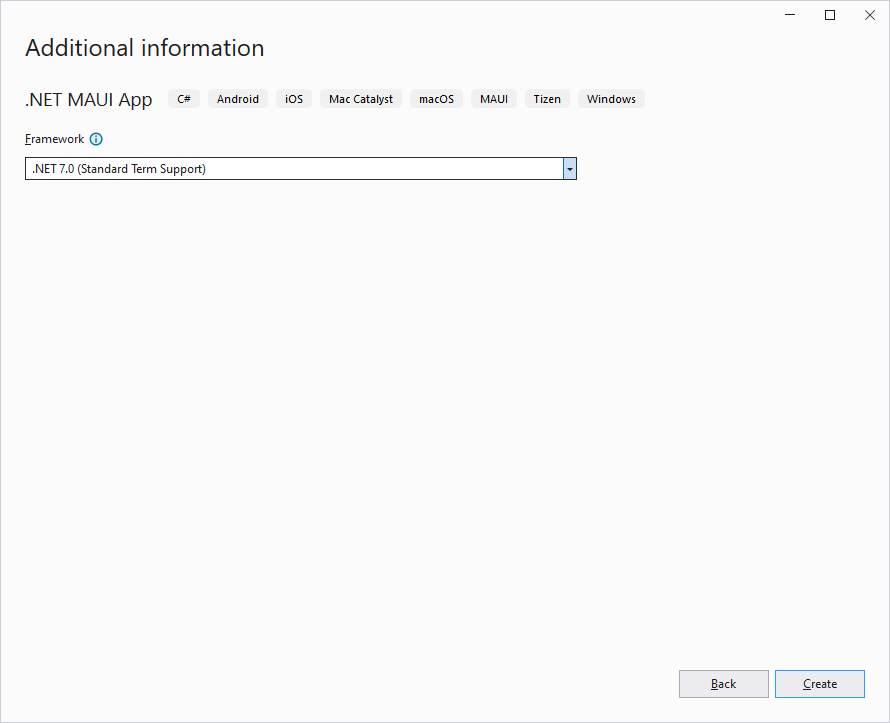 Additional information
.NET MAUI App C# Android iOS Mac Catalyst macOS MAUI Tizen Windows
Framework
.NET 7.0 (Standard Term Support)
Back Create